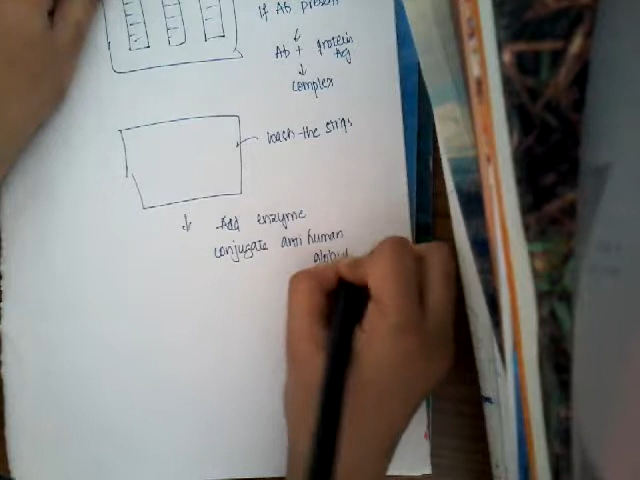 If Ab present
Ab + protein
Ag
complex
wash the strips
Add enzyme
conjugate anti human